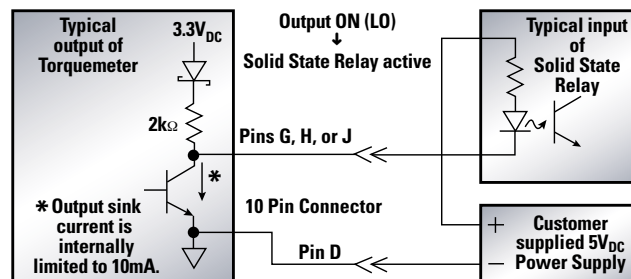 Typical
output of
Torquemeter
3.3VDC
2kΩ
*
* Output sink
current is
internally
limited to 10mA.
Output ON (LO)
↓
Solid State Relay active
Pins G, H, or J
10 Pin Connector
Pin D
Typical input
of
Solid State
Relay
+ Customer
supplied 5VDC
– Power Supply